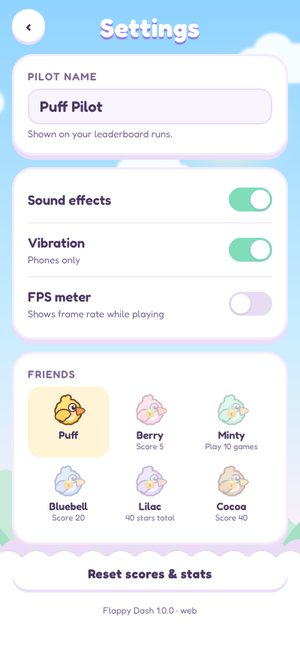 Settings
PILOT NAME
Puff Pilot
Shown on your leaderboard runs.
Sound effects
Vibration
Phones only
FPS meter
Shows frame rate while playing
FRIENDS
Puff
Berry
Score 5
Minty
Play 10 games
Bluebell
Score 20
Lilac
40 stars total
Cocoa
Score 40
Reset scores & stats
Flappy Dash 1.0.0 · web